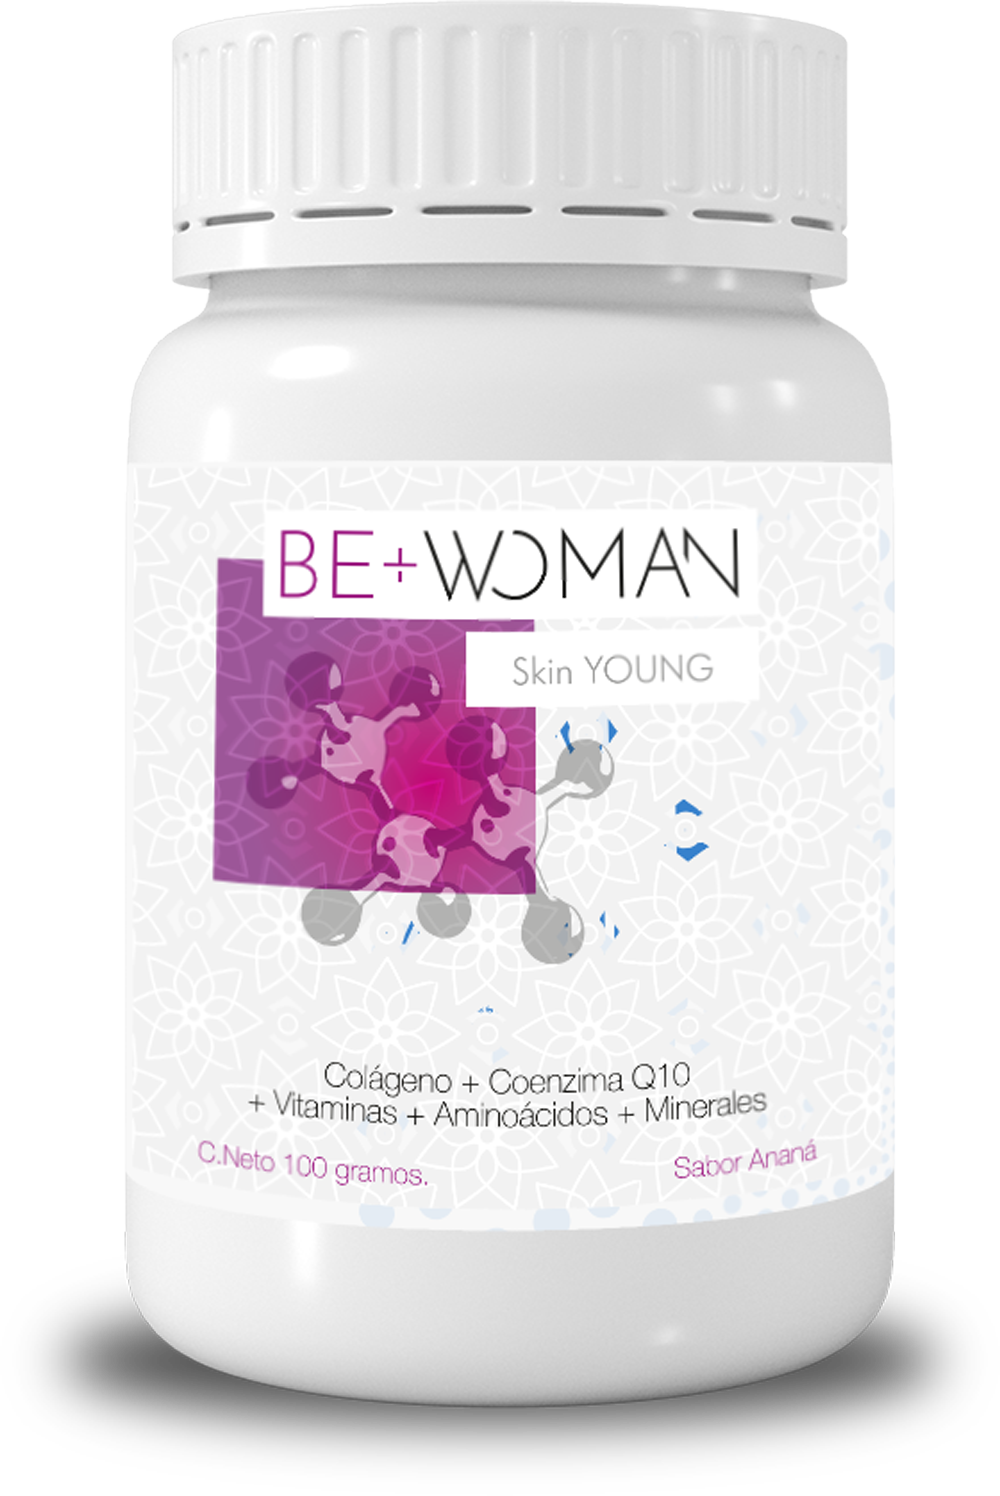 BE+WOMAN
Skin YOUNG
Colágeno + Coenzima Q10
+ Vitaminas + Aminoácidos + Minerales
C.Neto 100 gramos.
Sabor Ananá